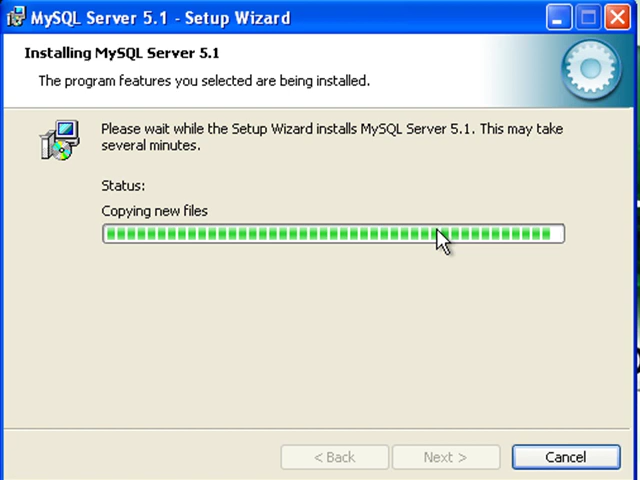 MySQL Server 5.1 - Setup Wizard
Installing MySQL Server 5.1
The program features you selected are being installed.
Please wait while the Setup Wizard installs MySQL Server 5.1. This may take
several minutes.
Status:
Copying new files
< Back
Next >
Cancel